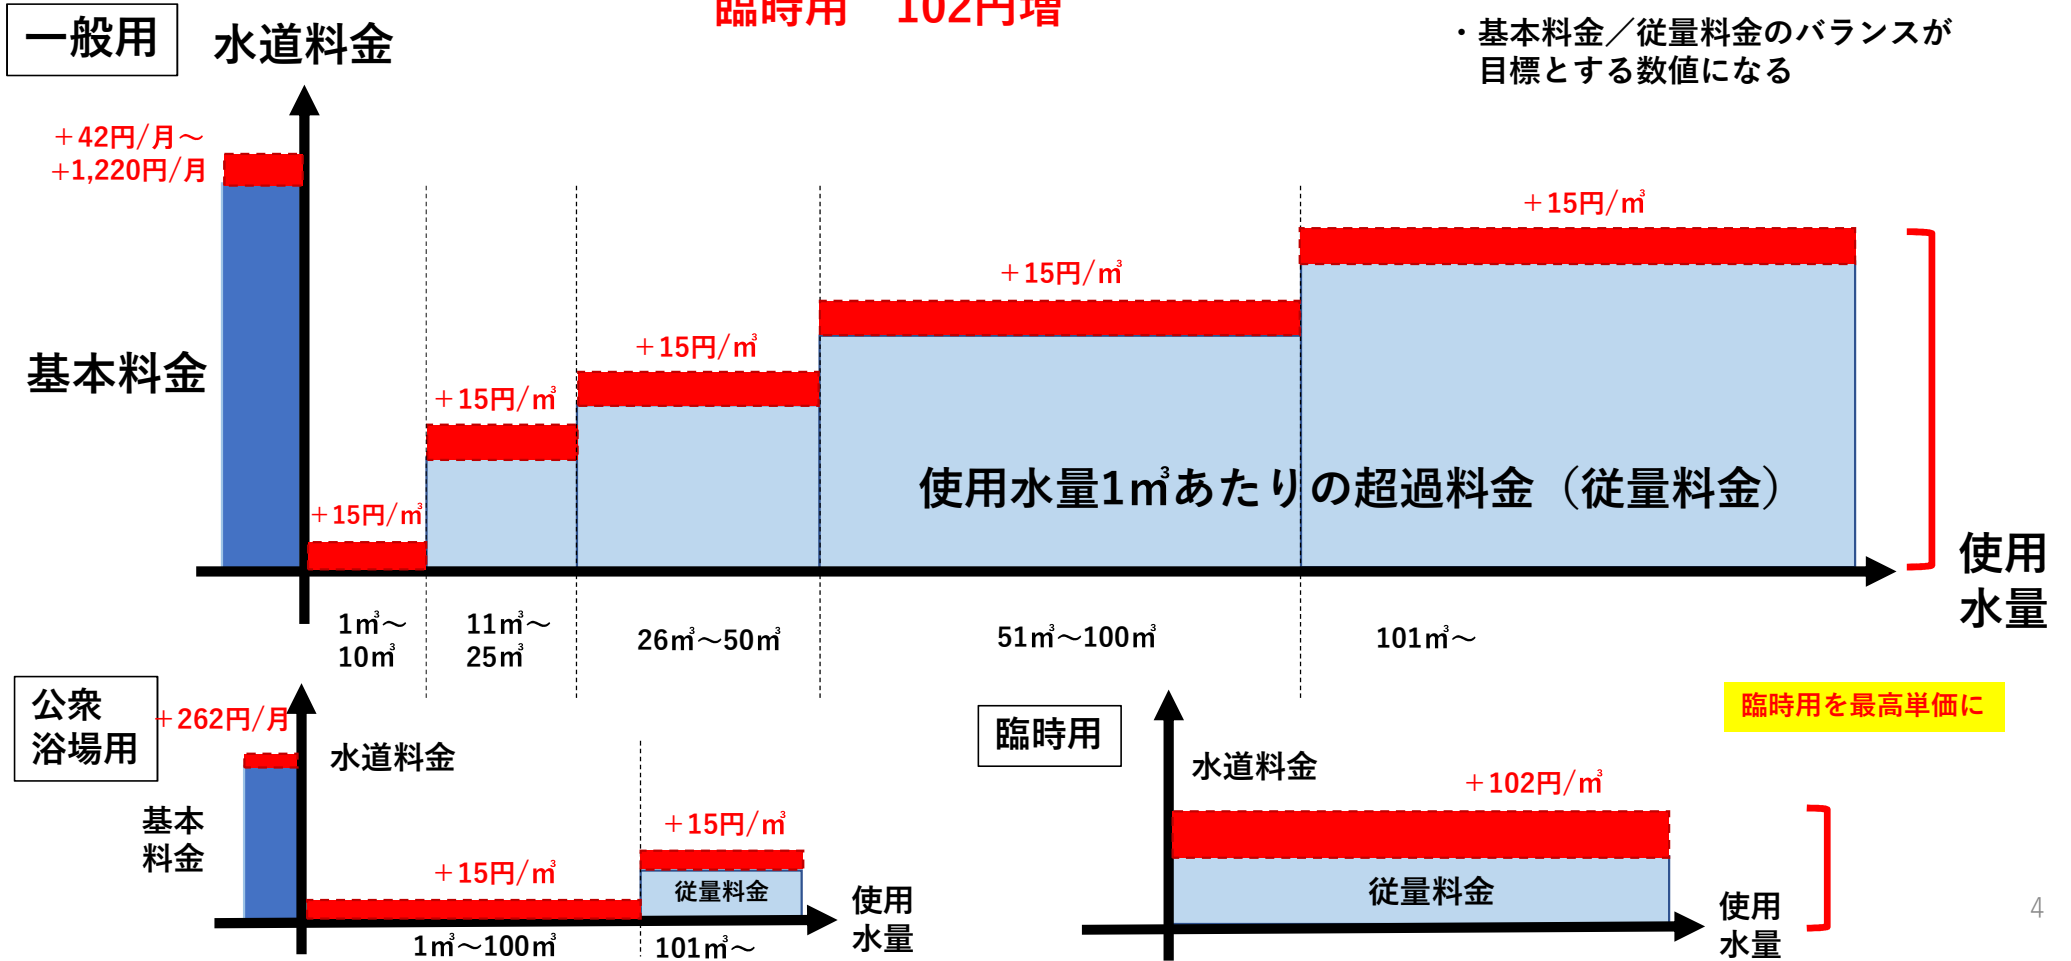 臨時用　102円増
一般用
水道料金
・基本料金／従量料金のバランスが
目標とする数値になる
＋42円/月～
＋1,220円/月
＋15円/㎥
＋15円/㎥
＋15円/㎥
＋15円/㎥
＋15円/㎥
基本料金
使用水量1㎥あたりの超過料金（従量料金）
使用
水量
1㎥～
10㎥
11㎥～
25㎥
26㎥～50㎥
51㎥～100㎥
101㎥～
公衆
浴場用
＋262円/月
水道料金
基本
料金
＋15円/㎥
＋15円/㎥
従量料金
使用
水量
1㎥～100㎥
101㎥～
臨時用
水道料金
臨時用を最高単価に
＋102円/㎥
従量料金
使用
水量
4